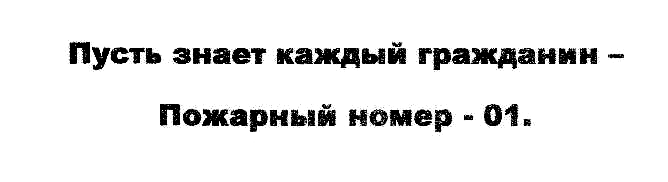 Пусть знает каждый гражданин –
Пожарный номер - 01.